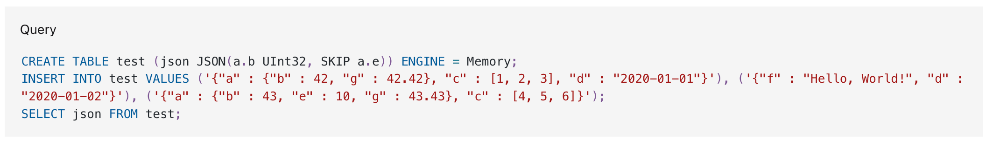 Query
CREATE TABLE test (json JSON(a.b UInt32, SKIP a.e)) ENGINE = Memory;
INSERT INTO test VALUES ('{"a" : {"b" : 42, "g" : 42.42}, "c" : [1, 2, 3], "d" : "2020-01-01"}'), ('{"f" : "Hello, World!", "d" :
"2020-01-02"}'), ('{"a" : {"b" : 43, "e" : 10, "g" : 43.43}, "c" : [4, 5, 6]}');
SELECT json FROM test;